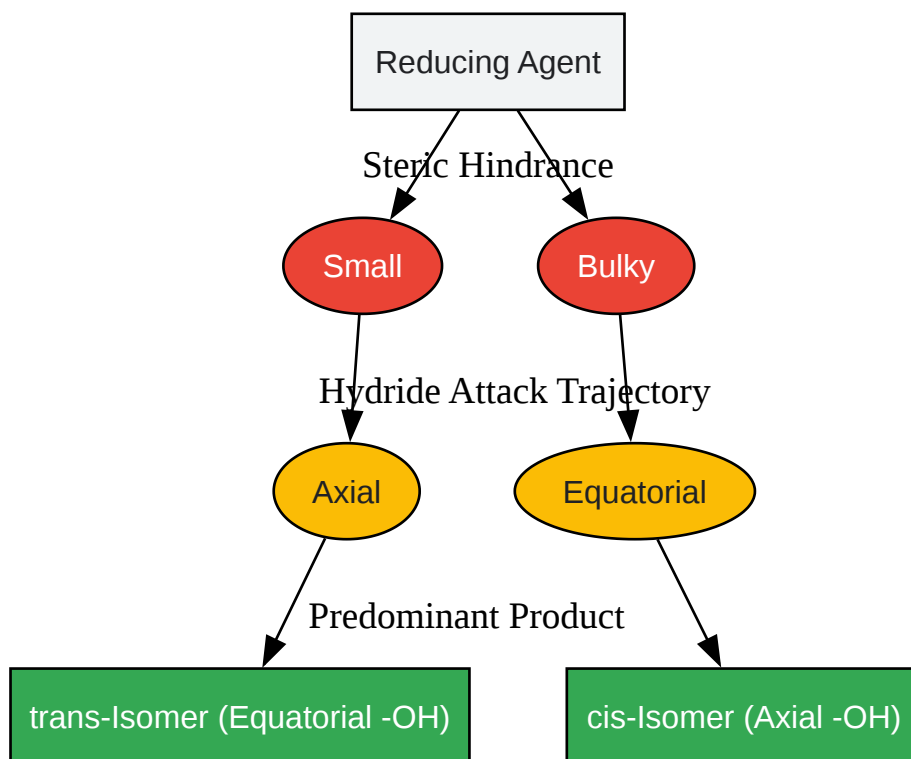 Reducing Agent
Steric Hindrance
Small
Bulky
Hydride Attack Trajectory
Axial
Equatorial
Predominant Product
trans-Isomer (Equatorial -OH)
cis-Isomer (Axial -OH)